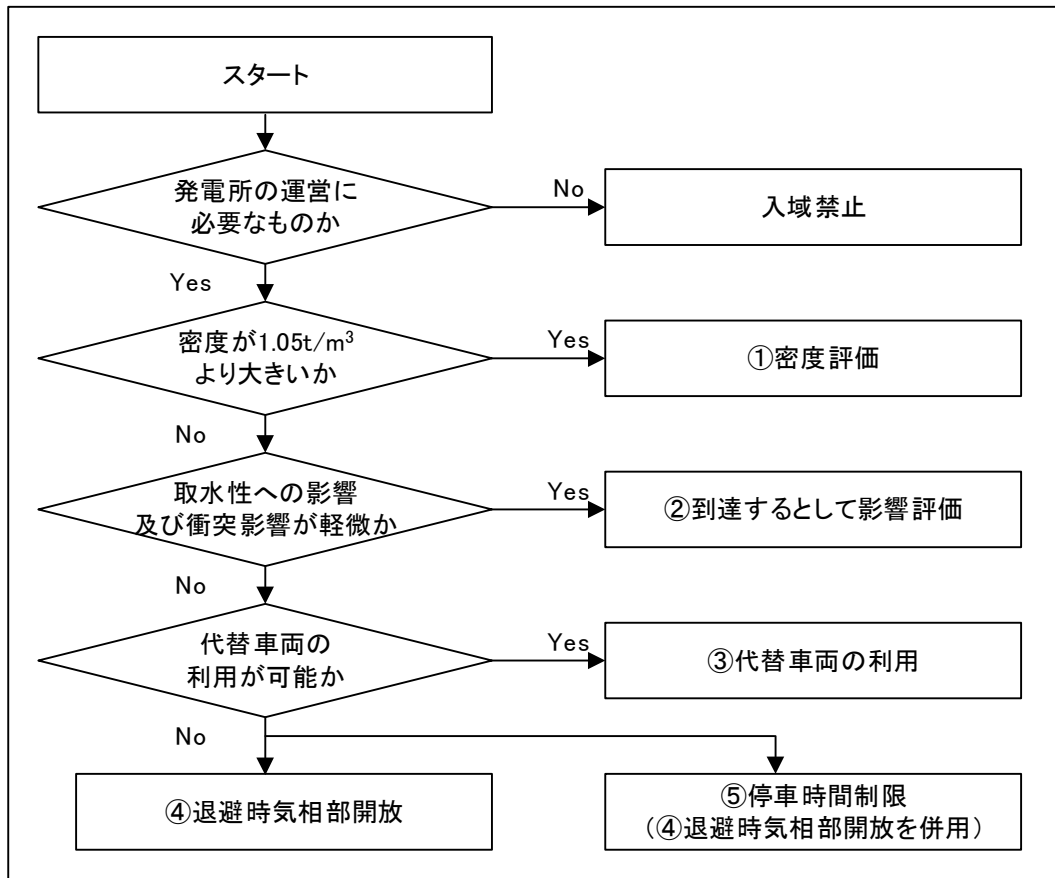 スタート
発電所の運営に
必要なものか
No
入域禁止
Yes
密度が1.05t/m³
より大きいか
Yes
①密度評価
No
取水性への影響
及び衝突影響が軽微か
Yes
②到達するとして影響評価
No
代替車両の
利用が可能か
Yes
③代替車両の利用
No
④退避時気相部開放
⑤停車時間制限
(④退避時気相部開放を併用)